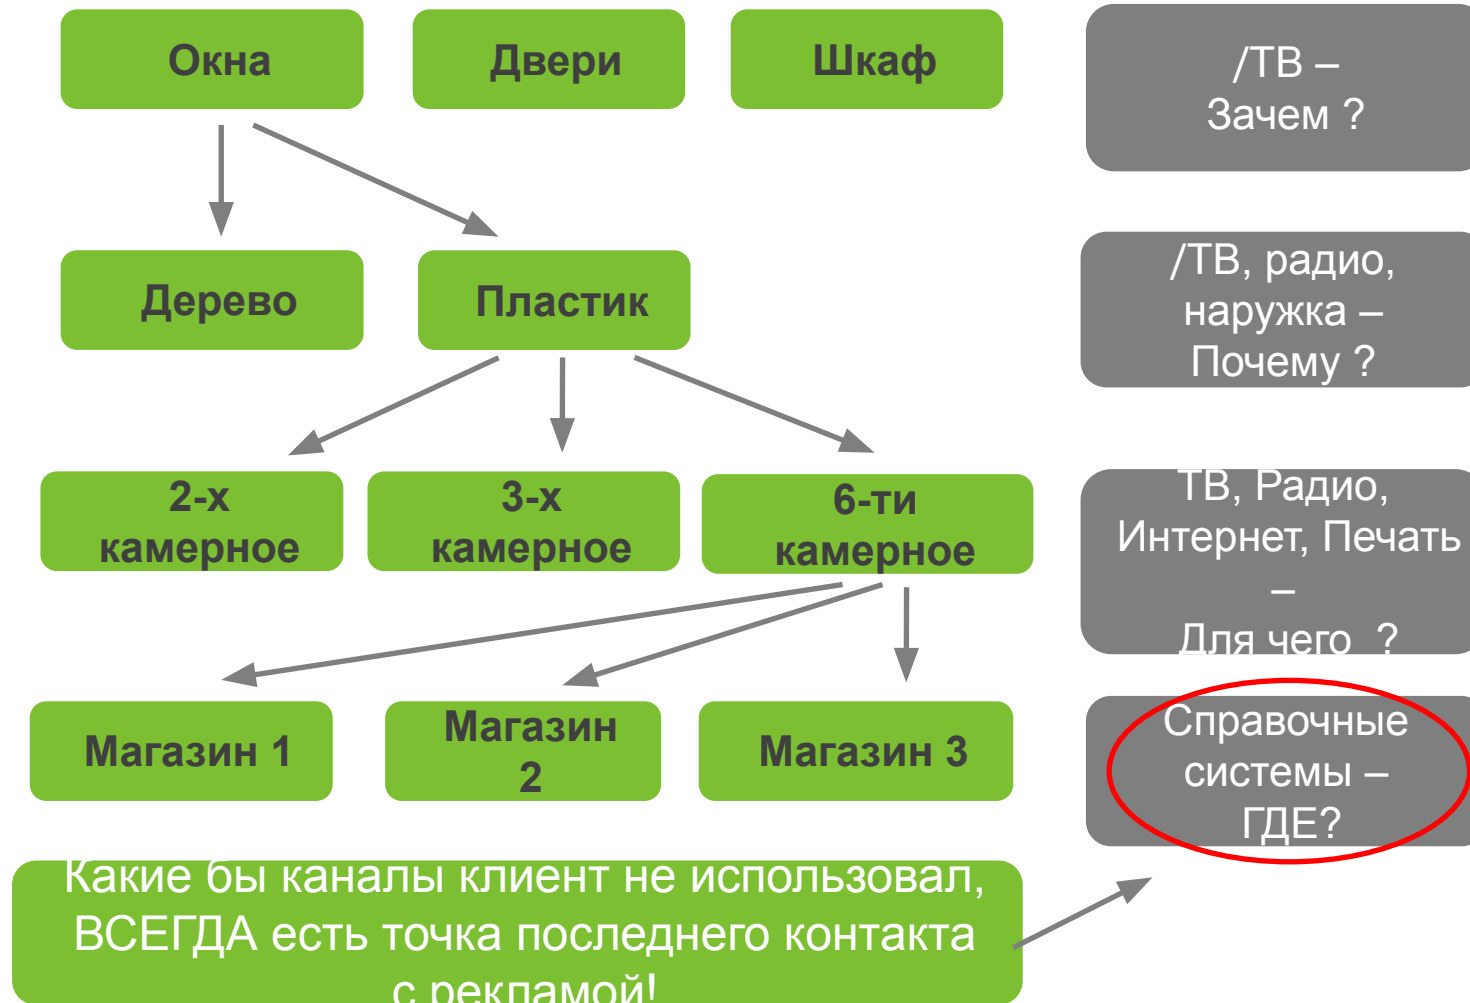 Окна
Двери
Шкаф
/ТВ –
Зачем ?
Дерево
Пластик
/ТВ, радио,
наружка –
Почему ?
2-х
камерное
3-х
камерное
6-ти
камерное
ТВ, Радио,
Интернет, Печать
–
Для чего ?
Магазин 1
Магазин
2
Магазин 3
Справочные
системы –
ГДЕ?
Какие бы каналы клиент не использовал,
ВСЕГДА есть точка последнего контакта
с рекламой!